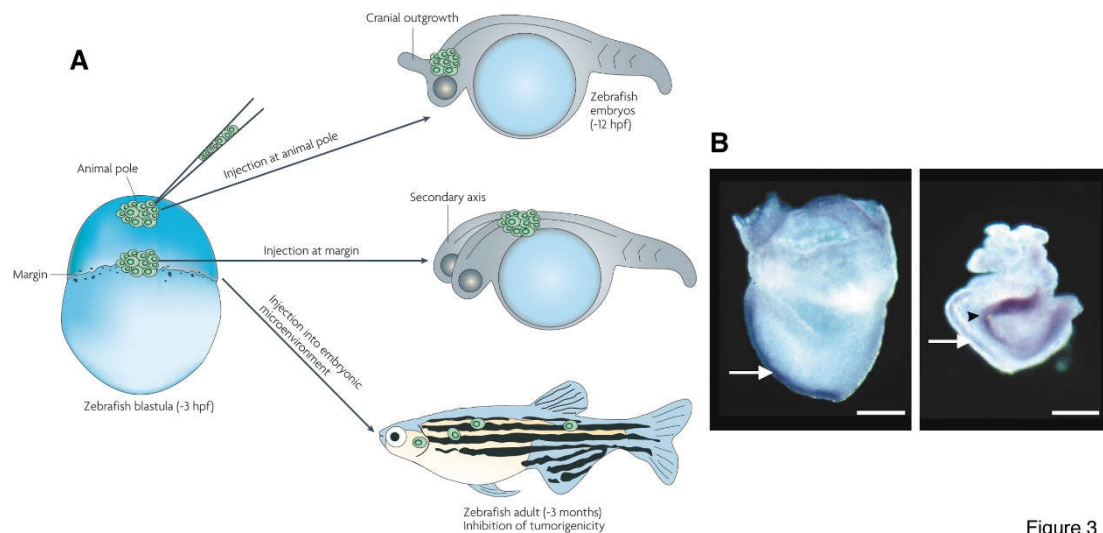 A
Cranial outgrowth
Zebrafish
embryos
(~12 hpf)
Injection at animal pole
Animal pole
Secondary axis
Injection at margin
Margin
Injection into embryonic
microenvironment
Zebrafish blastula (~3 hpf)
Zebrafish adult (~3 months)
Inhibition of tumorigenicity
B
Figure 3